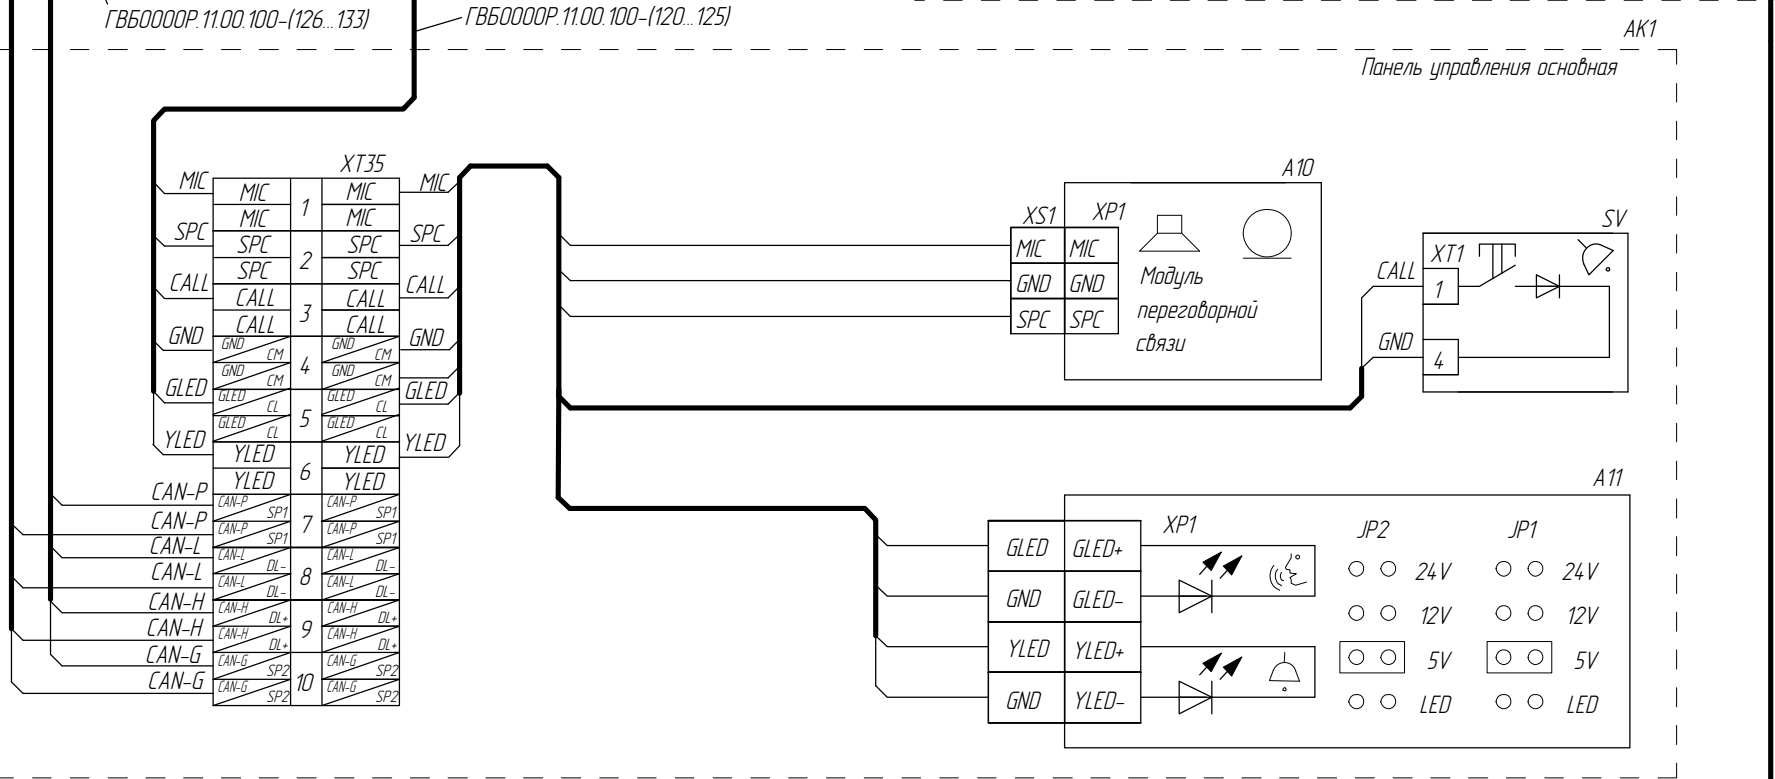 ГВБ0000Р.11.00.100-(126...133)
ГВБ0000Р.11.00.100-(120...125)
АК1
Панель управления основная
XT35
MIC MIC 1 MIC MIC
MIC MIC
SPC SPC 2 SPC SPC
SPC SPC
CALL CALL 3 CALL CALL
CALL CALL
GND GND CM 4 GND CM GND
GND CM GND CM
GLED GLED CL 5 GLED CL GLED
GLED CL GLED CL
YLED YLED 6 YLED YLED
YLED YLED
CAN-P CAN-P SP1 7 CAN-P SP1
CAN-P CAN-P SP1 CAN-P SP1
CAN-L CAN-L DL- 8 CAN-L DL-
CAN-L CAN-L DL- CAN-L DL-
CAN-H CAN-H DL+ 9 CAN-H DL+
CAN-H CAN-H DL+ CAN-H DL+
CAN-G CAN-G SP2 10 CAN-G SP2
CAN-G CAN-G SP2 CAN-G SP2
A10
XS1 XP1
MIC MIC
GND GND
SPC SPC
Модуль
переговорной
связи
SV
XT1
CALL 1
GND 4
A11
XP1 JP2 JP1
GLED GLED+
GND GLED-
YLED YLED+
GND YLED-
24V 24V
12V 12V
5V 5V
LED LED